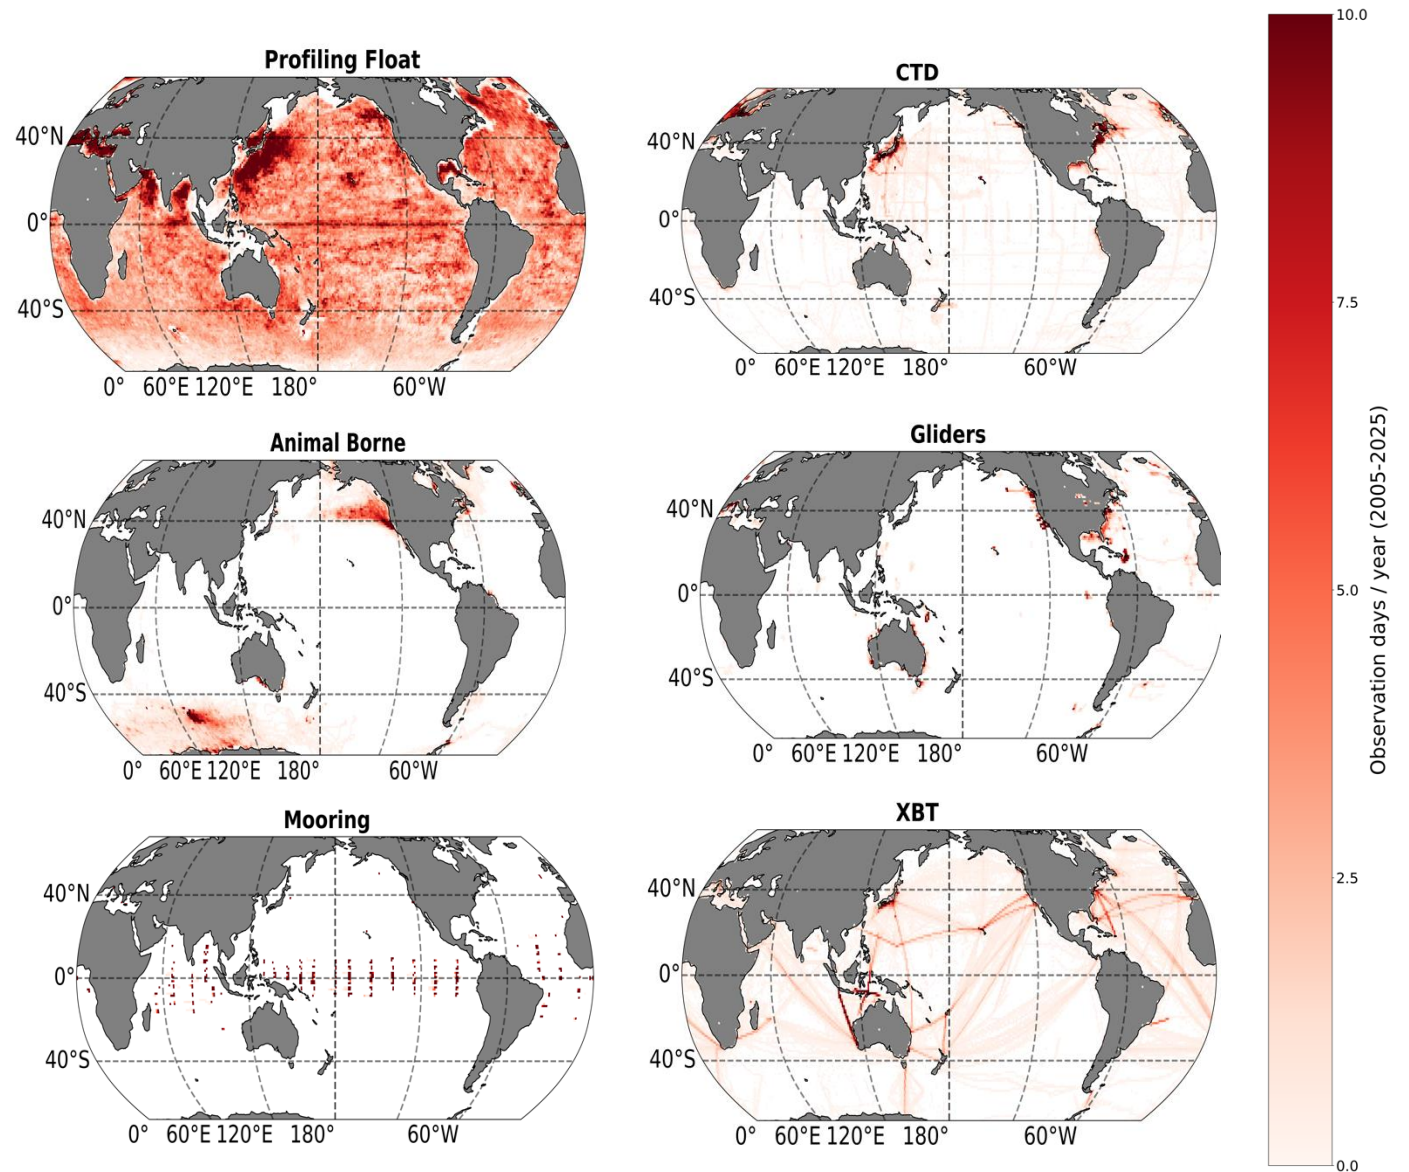 Profiling Float
40°N
0°
40°S
0° 60°E 120°E 180° 60°W
CTD
40°N
0°
40°S
0° 60°E 120°E 180° 60°W
Animal Borne
40°N
0°
40°S
0° 60°E 120°E 180° 60°W
Gliders
40°N
0°
40°S
0° 60°E 120°E 180° 60°W
Mooring
40°N
0°
40°S
0° 60°E 120°E 180° 60°W
XBT
40°N
0°
40°S
0° 60°E 120°E 180° 60°W
10.0
7.5
5.0
2.5
0.0
Observation days / year (2005-2025)